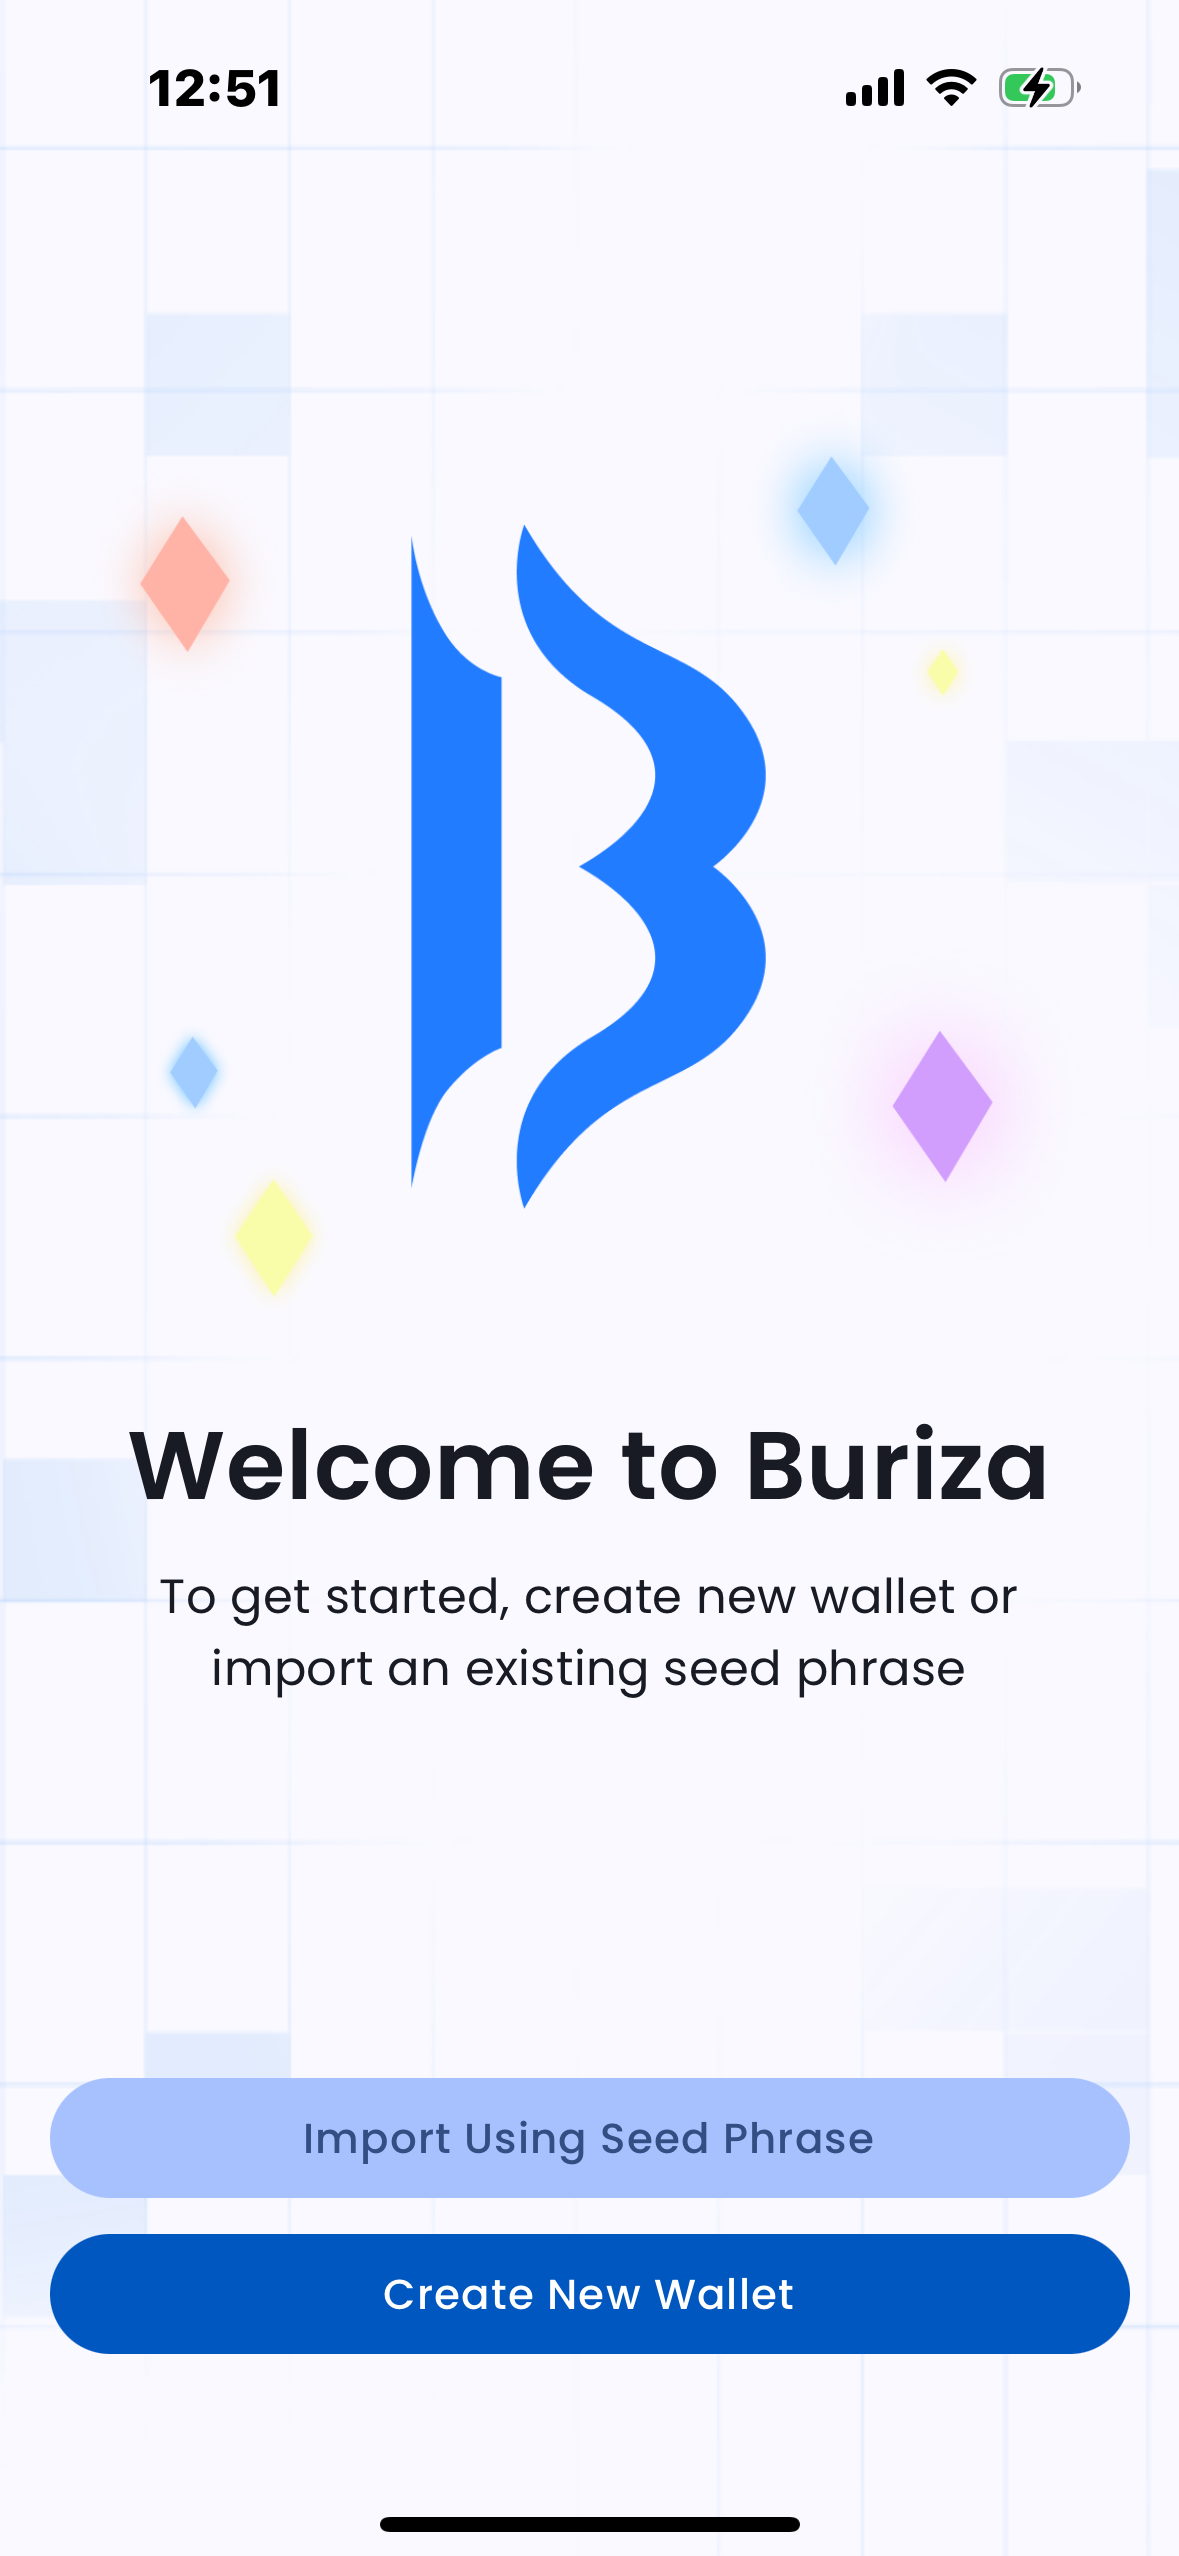 12:51
Welcome to Buriza
To get started, create new wallet or
import an existing seed phrase
Import Using Seed Phrase
Create New Wallet